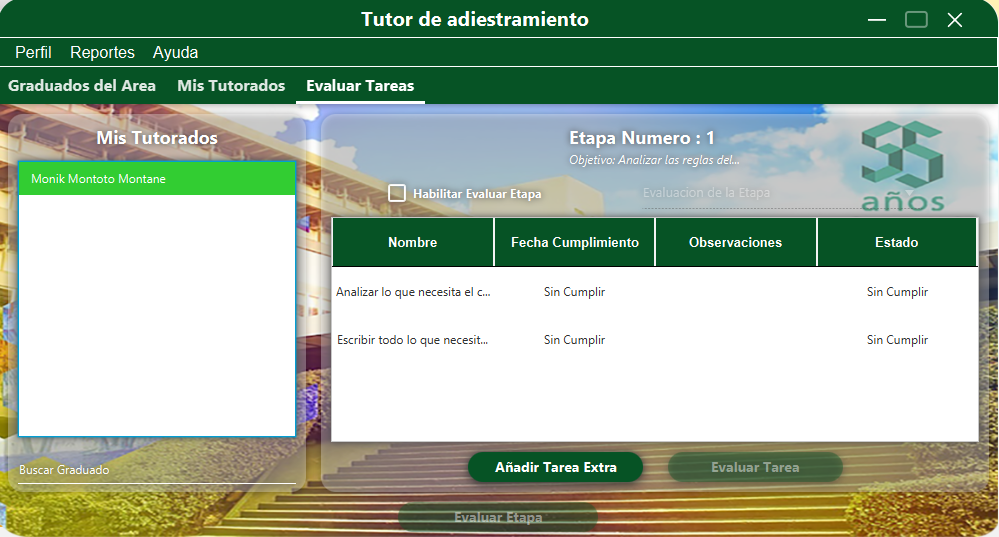 Tutor de adiestramiento
Perfil Reportes Ayuda
Graduados del Area Mis Tutorados Evaluar Tareas
Mis Tutorados
Monik Montoto Montane
Buscar Graduado
Etapa Numero : 1
Objetivo: Analizar las reglas del...
35 años
Habilitar Evaluar Etapa Evaluación de la Etapa
Nombre Fecha Cumplimiento Observaciones Estado
Analizar lo que necesita el c... Sin Cumplir Sin Cumplir
Escribir todo lo que necesit... Sin Cumplir Sin Cumplir
Añadir Tarea Extra Evaluar Tarea
Evaluar Etapa